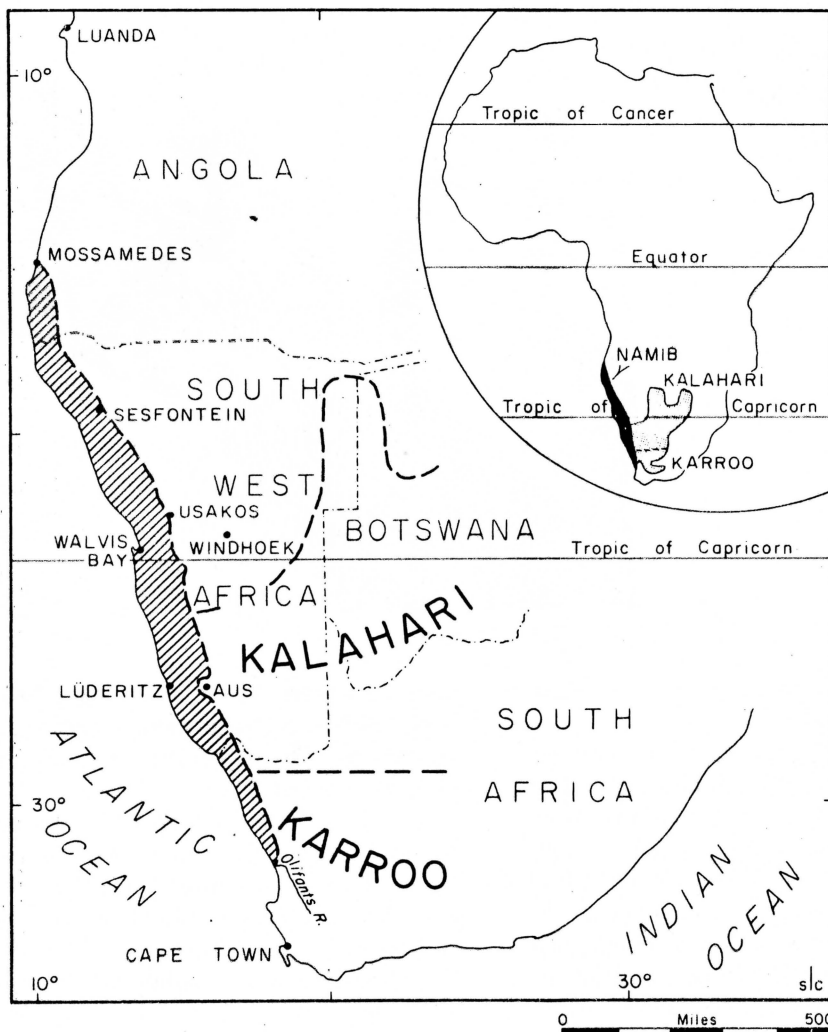 LUANDA
10°
Tropic of Cancer
ANGOLA
MOSSAMEDES
Equator
NAMIB
KALAHARI
SOUTH
SESFONTEIN
Tropic of Capricorn
KARROO
WEST
USAKOS
BOTSWANA
WALVIS
BAY
WINDHOEK
Tropic of Capricorn
AFRICA
KALAHARI
LÜDERITZ
AUS
SOUTH
AFRICA
ATLANTIC
OCEAN
30°
KARROO
Olifants R.
INDIAN
OCEAN
CAPE TOWN
10°
30°
s|c
0 Miles 500